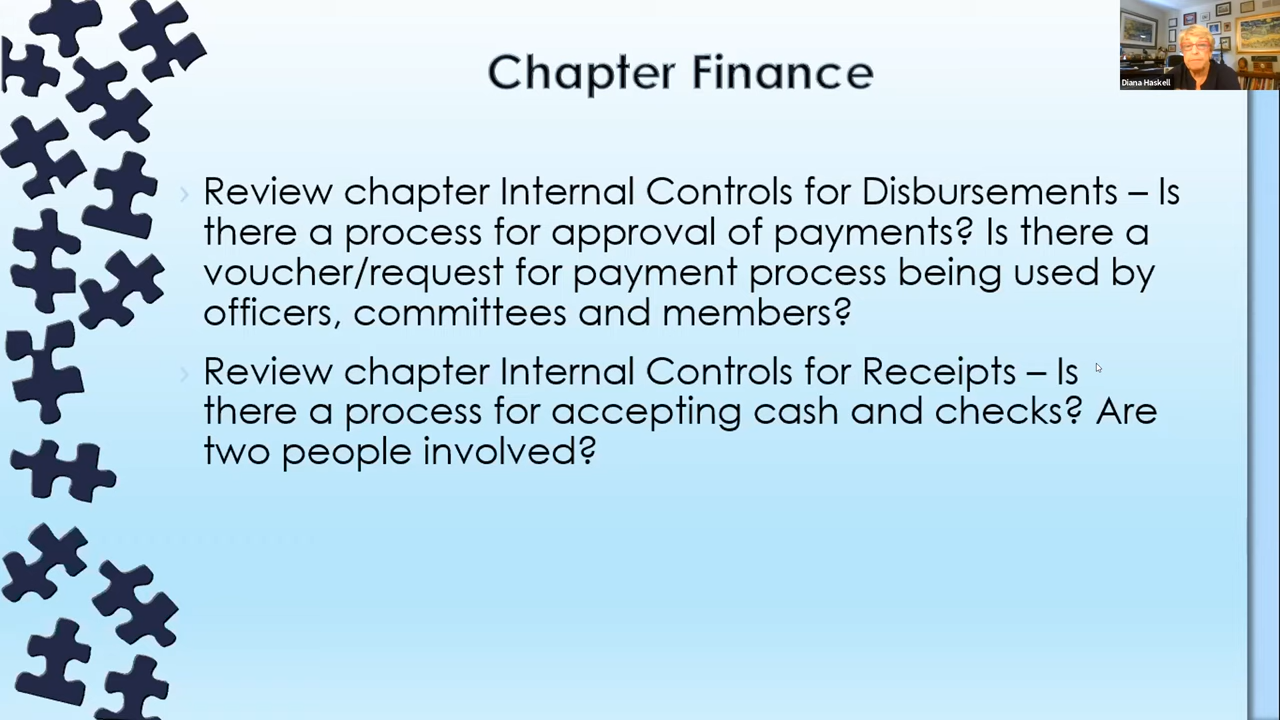 Chapter Finance
Diana Haskell
Review chapter Internal Controls for Disbursements – Is
there a process for approval of payments? Is there a
voucher/request for payment process being used by
officers, committees and members?
Review chapter Internal Controls for Receipts – Is
there a process for accepting cash and checks? Are
two people involved?